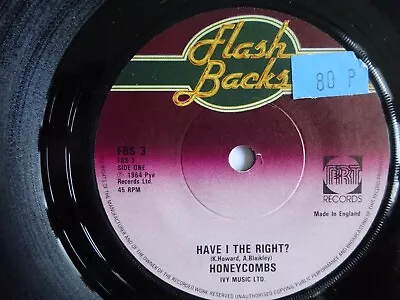 Flash
Backs
80 P
FBS 3
FBS 3
SIDE ONE
℗ 1964 Pye
Records Ltd.
45 RPM
PRT
RECORDS
Made In England
HAVE I THE RIGHT?
(K.Howard, A.Blaikley)
HONEYCOMBS
IVY MUSIC LTD.